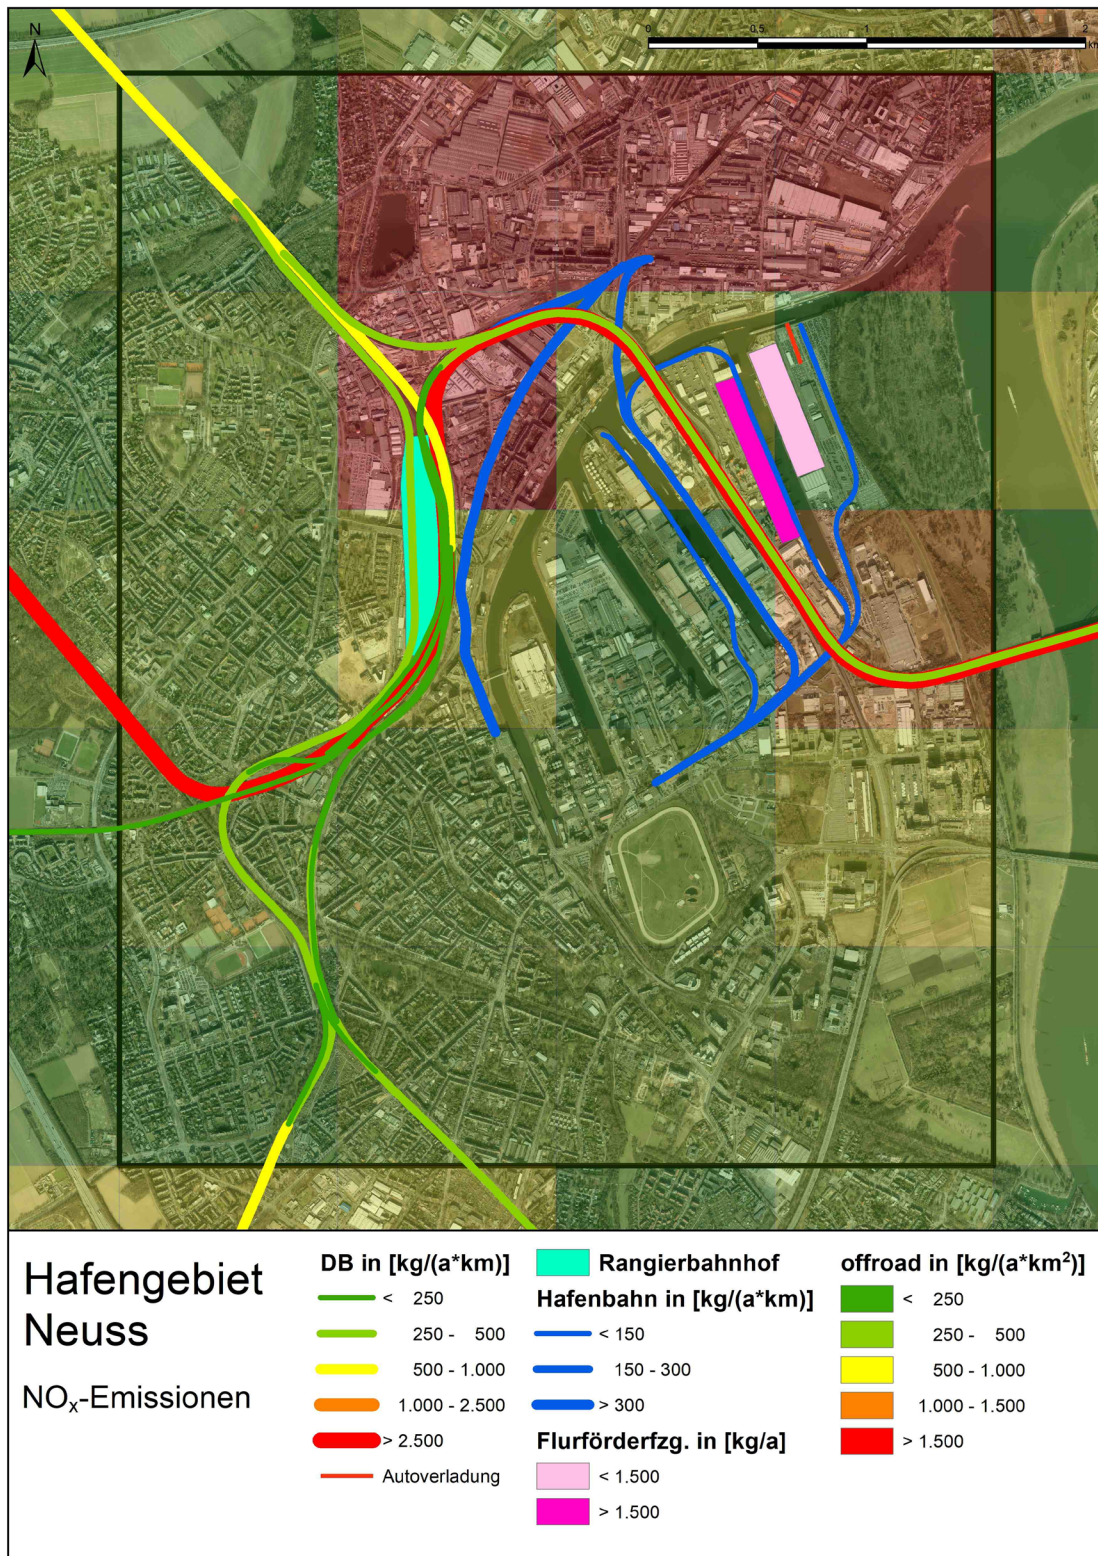 N
0 0.5 1 2
km
Hafengebiet
Neuss
NOx-Emissionen
DB in [kg/(a*km)]
< 250
250 - 500
500 - 1.000
1.000 - 2.500
> 2.500
Autoverladung
Rangierbahnhof
Hafenbahn in [kg/(a*km)]
< 150
150 - 300
> 300
Flurförderfzg. in [kg/a]
< 1.500
> 1.500
offroad in [kg/(a*km²)]
< 250
250 - 500
500 - 1.000
1.000 - 1.500
> 1.500